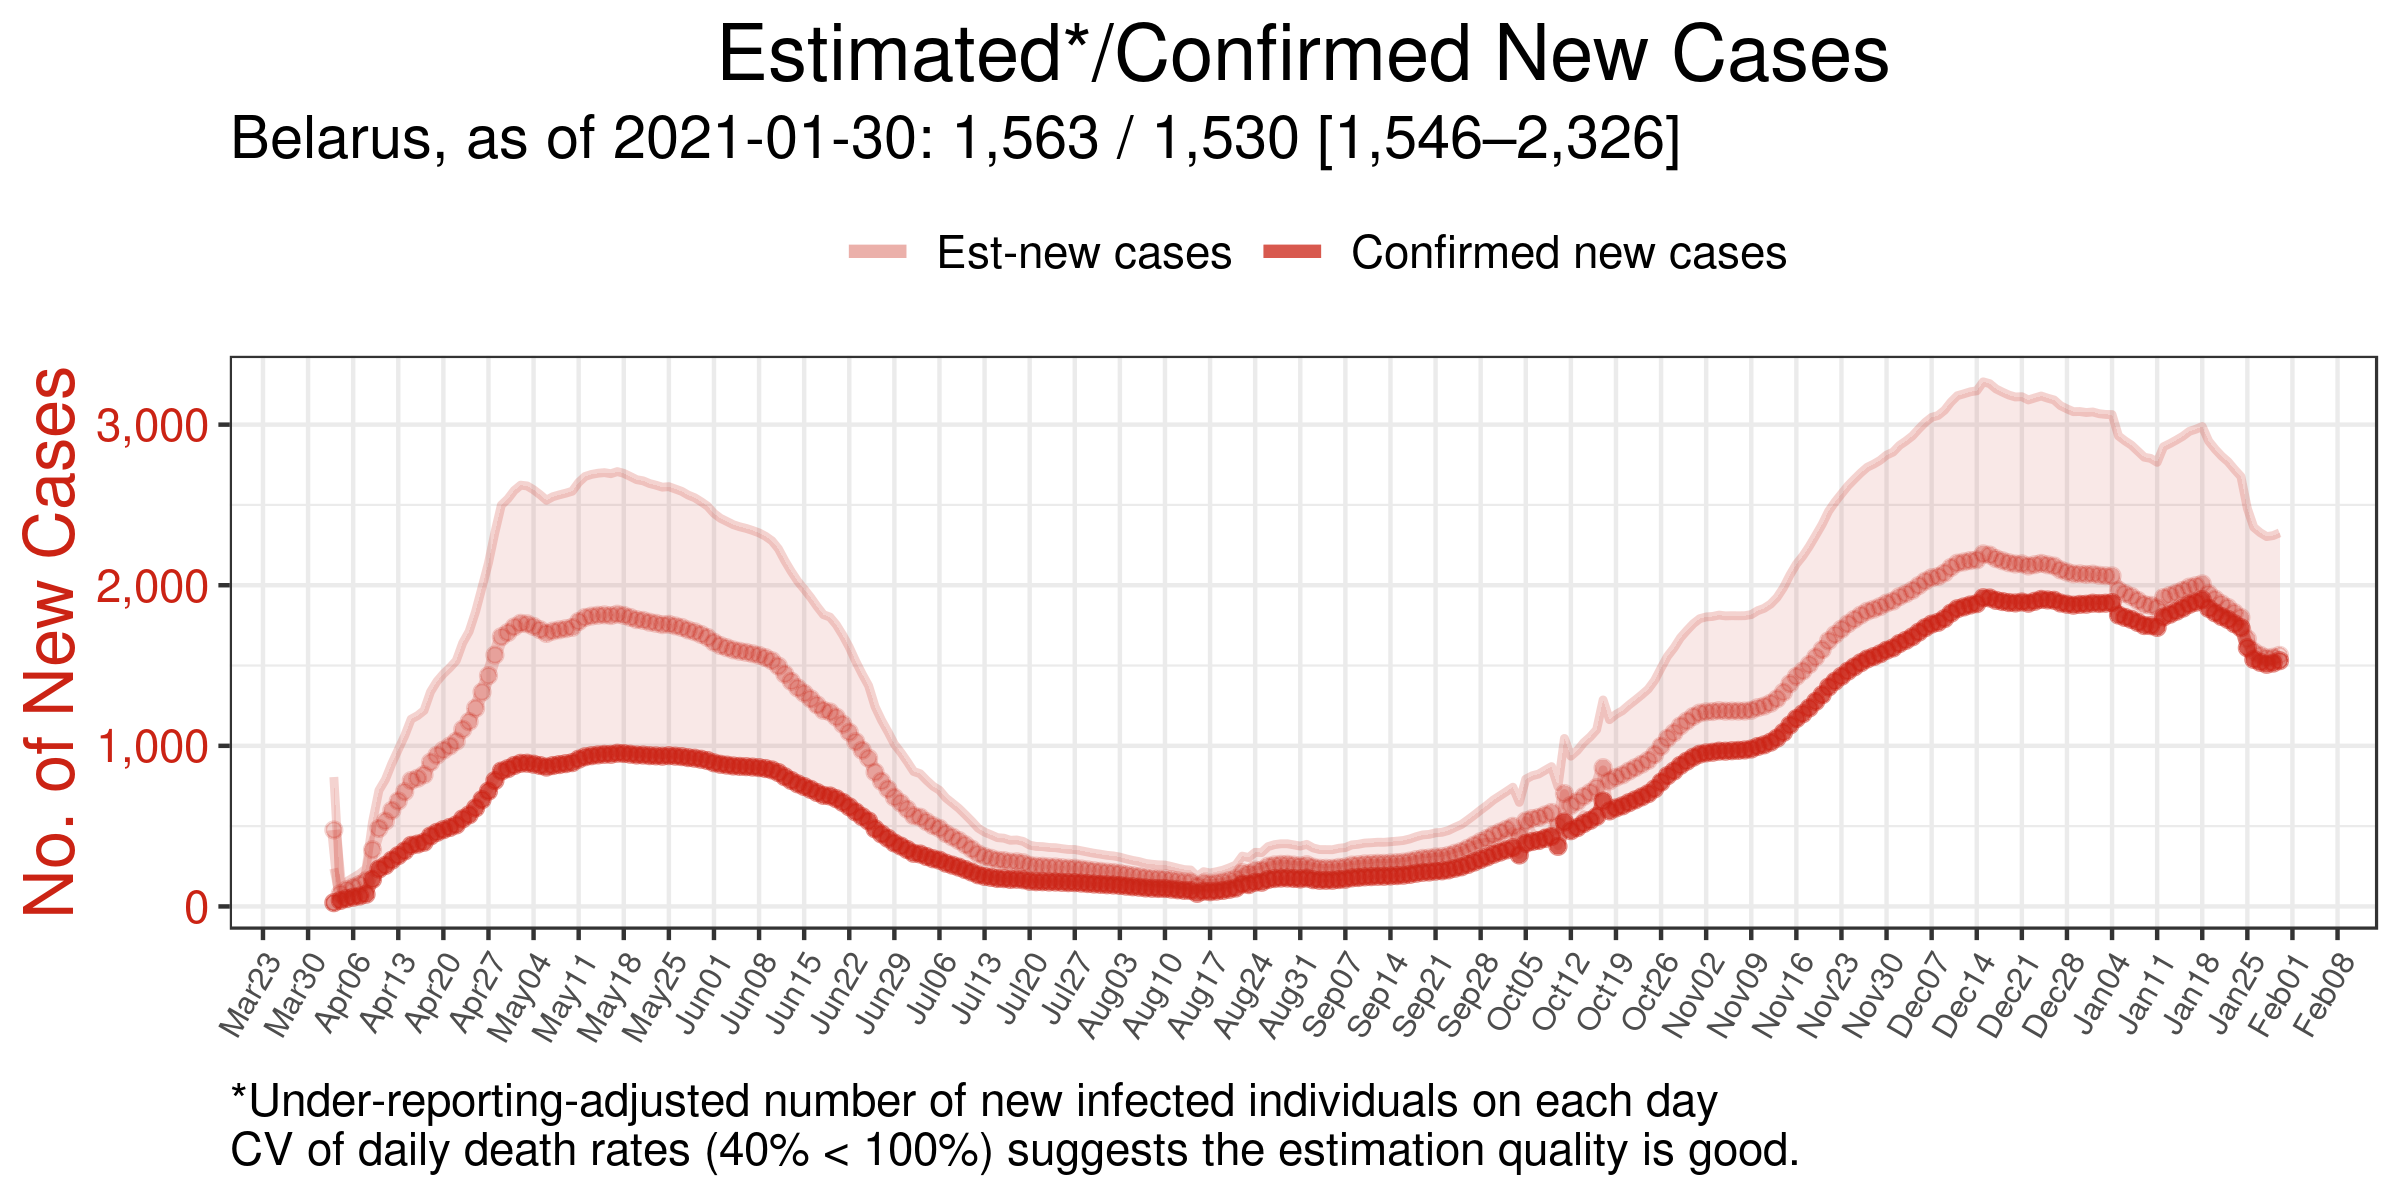 Estimated*/Confirmed New Cases
Belarus, as of 2021-01-30: 1,563 / 1,530 [1,546–2,326]
Est-new cases Confirmed new cases
No. of New Cases
3,000
2,000
1,000
0
Mar23 Mar30 Apr06 Apr13 Apr20 Apr27 May04 May11 May18 May25 Jun01 Jun08 Jun15 Jun22 Jun29 Jul06 Jul13 Jul20 Jul27 Aug03 Aug10 Aug17 Aug24 Aug31 Sep07 Sep14 Sep21 Sep28 Oct05 Oct12 Oct19 Oct26 Nov02 Nov09 Nov16 Nov23 Nov30 Dec07 Dec14 Dec21 Dec28 Jan04 Jan11 Jan18 Jan25 Feb01 Feb08
*Under-reporting-adjusted number of new infected individuals on each day
CV of daily death rates (40% < 100%) suggests the estimation quality is good.